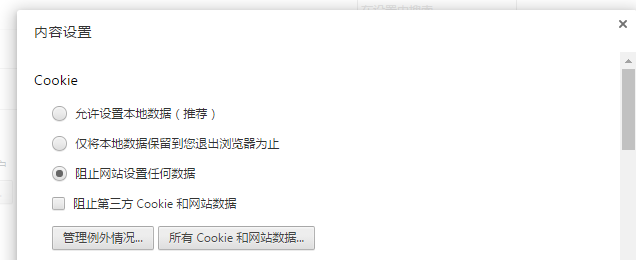 内容设置
Cookie
允许设置本地数据（推荐）
仅将本地数据保留到您退出浏览器为止
阻止网站设置任何数据
阻止第三方 Cookie 和网站数据
管理例外情况... 所有 Cookie 和网站数据...